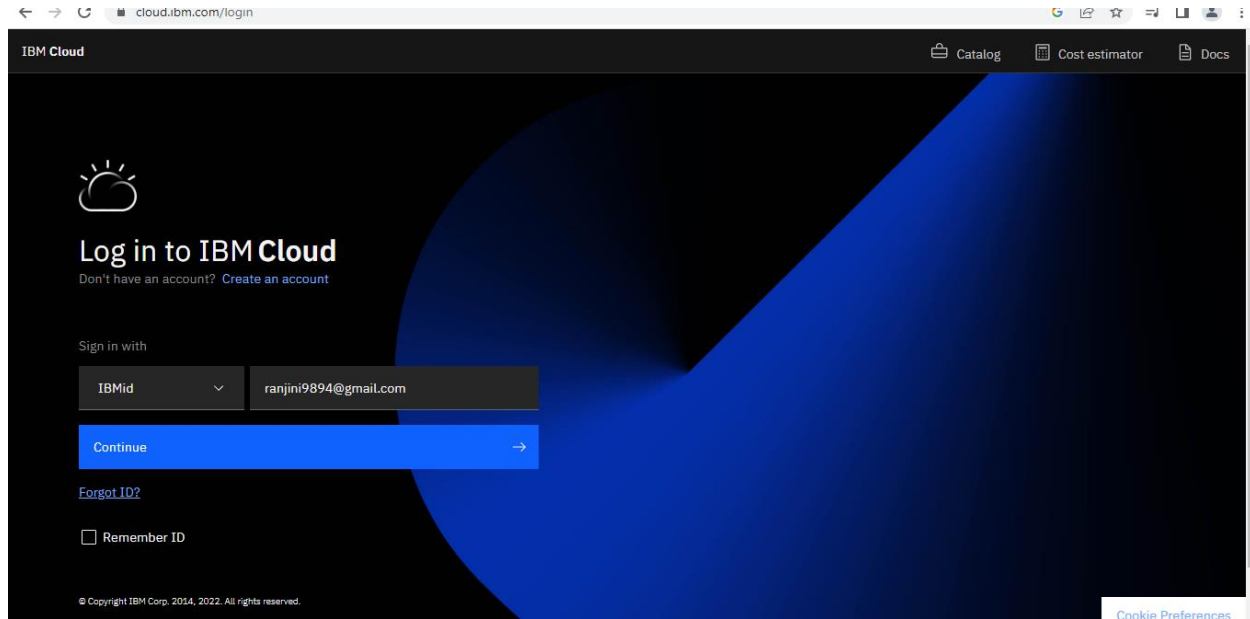 cloud.ibm.com/login
IBM Cloud
Catalog
Cost estimator
Docs
Log in to IBM Cloud
Don't have an account? Create an account
Sign in with
IBMid
ranjini9894@gmail.com
Continue
Forgot ID?
Remember ID
© Copyright IBM Corp. 2014, 2022. All rights reserved.
Cookie Preferences